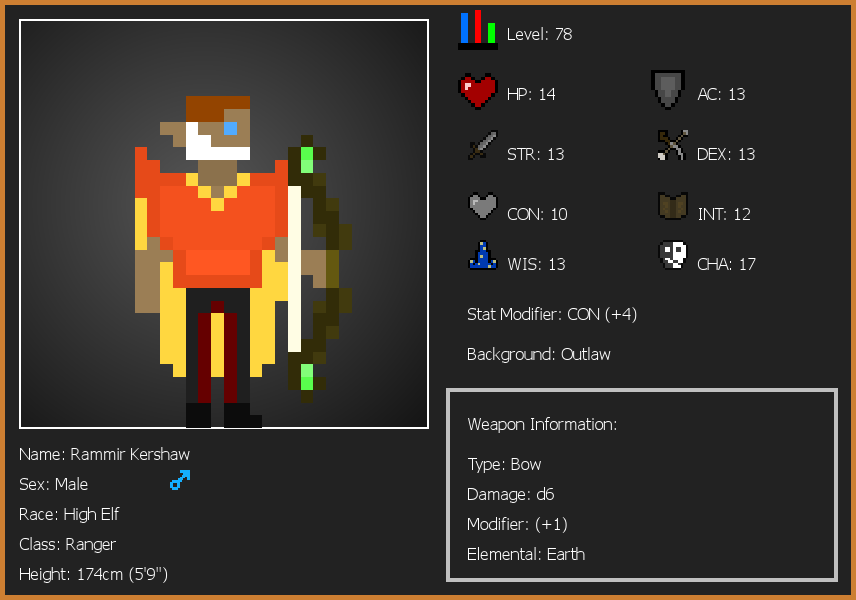 Level: 78
HP: 14
AC: 13
STR: 13
DEX: 13
CON: 10
INT: 12
WIS: 13
CHA: 17
Stat Modifier: CON (+4)
Background: Outlaw
Weapon Information:
Type: Bow
Damage: d6
Modifier: (+1)
Elemental: Earth
Name: Rammir Kershaw
Sex: Male
Race: High Elf
Class: Ranger
Height: 174cm (5'9")